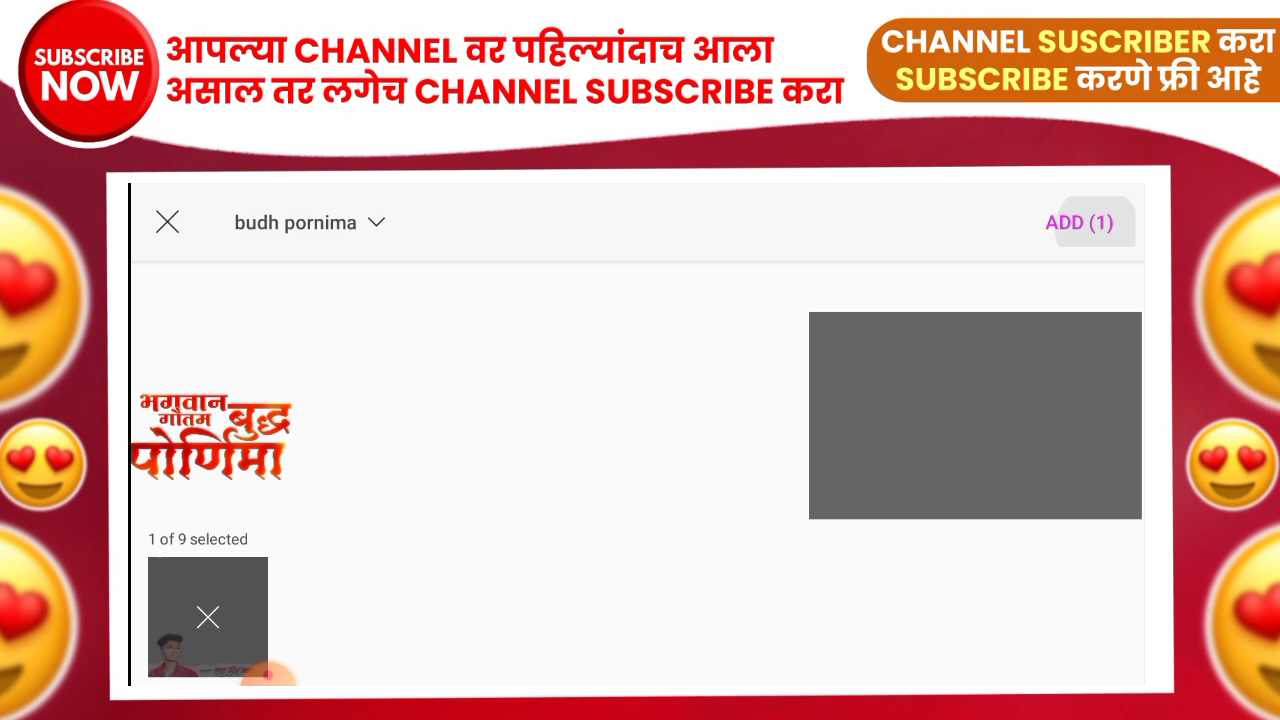 SUBSCRIBE
NOW
आपल्या CHANNEL वर पहिल्यांदाच आला
असाल तर लगेच CHANNEL SUBSCRIBE करा
CHANNEL SUSCRIBER करा
SUBSCRIBE करणे फ्री आहे
budh pornima
ADD (1)
भगवान
गौतम बुद्ध
पोर्णिमा
1 of 9 selected